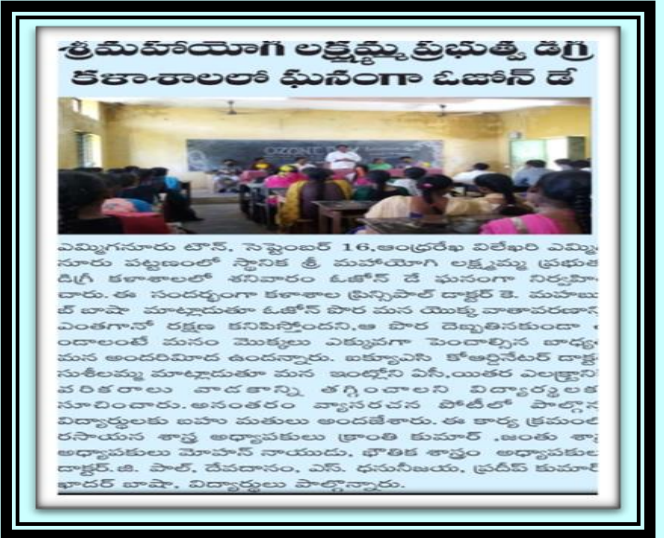 శ్రీమహాయోగి లక్ష్మమ్మ ప్రభుత్వ డిగ్రీ
కళాశాలలో ఘనంగా ఓజోన్ డే
OZONE DAY
ఎమ్మిగనూరు టౌన్, సెప్టెంబర్ 16,ఆంధ్రరేఖ విలేఖరి ఎమ్మి
నూరు పట్టణంలో స్థానిక శ్రీ మహాయోగి లక్ష్మమ్మ ప్రభుత
డిగ్రీ కళాశాలలో శనివారం ఓజోన్ డే ఘనంగా నిర్వహిం
చారు. ఈ సందర్భంగా కళాశాల ప్రిన్సిపాల్ డాక్టర్ కె. మహబు
బ్ బాషా మాట్లాడుతూ ఓజోన్ పొర మన యొక్క వాతావరణాని
ఎంతగానో రక్షణ కనిపిస్తోందని,ఆ పొర దెబ్బతినకుండా ఉ
ండాలంటే మనం మొక్కలు ఎక్కువగా పెంచాల్సిన బాధ్య
మన అందరిమీద ఉందన్నారు. ఐక్యూఎసి కోఆర్డినేటర్ డాక్ట
సుశీలమ్మ మాట్లాడుతూ మన ఇంట్లోని ఏసీ,యితర ఎలక్ట్రాని
పరికరాలు వాడకాన్ని తగ్గించాలని విద్యార్థులక
సూచించారు. అనంతరం వ్యాసరచన పోటీలో పాల్గొన
విద్యార్థులకు బహు మతులు అందజేశారు. ఈ కార్య క్రమంల
రసాయన శాస్త్ర అధ్యాపకులు క్రాంతి కుమార్ ,జంతు శా
అధ్యాపకులు మోహన్ నాయుడు, భౌతిక శాస్త్రం అధ్యాపకుల
డాక్టర్. జి. పాల్, దేవదానం, ఎస్. ధనుంజీయ, ప్రదీప్ కుమార్
ఖాదర్ బాషా, విద్యార్థులు పాల్గొన్నారు.